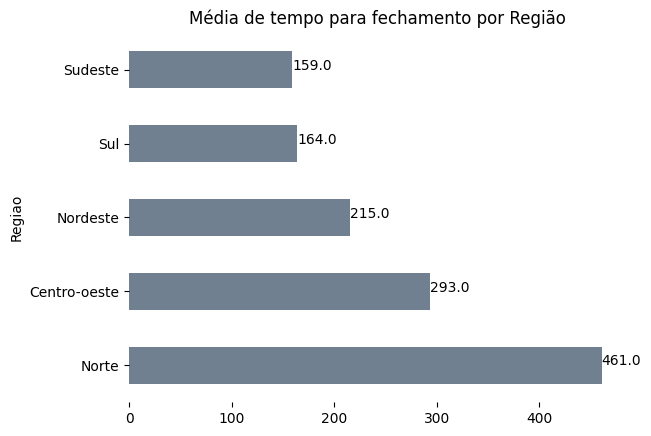 Média de tempo para fechamento por Região
Sudeste 159.0
Sul 164.0
Nordeste 215.0
Centro-oeste 293.0
Norte 461.0
Regiao
0 100 200 300 400